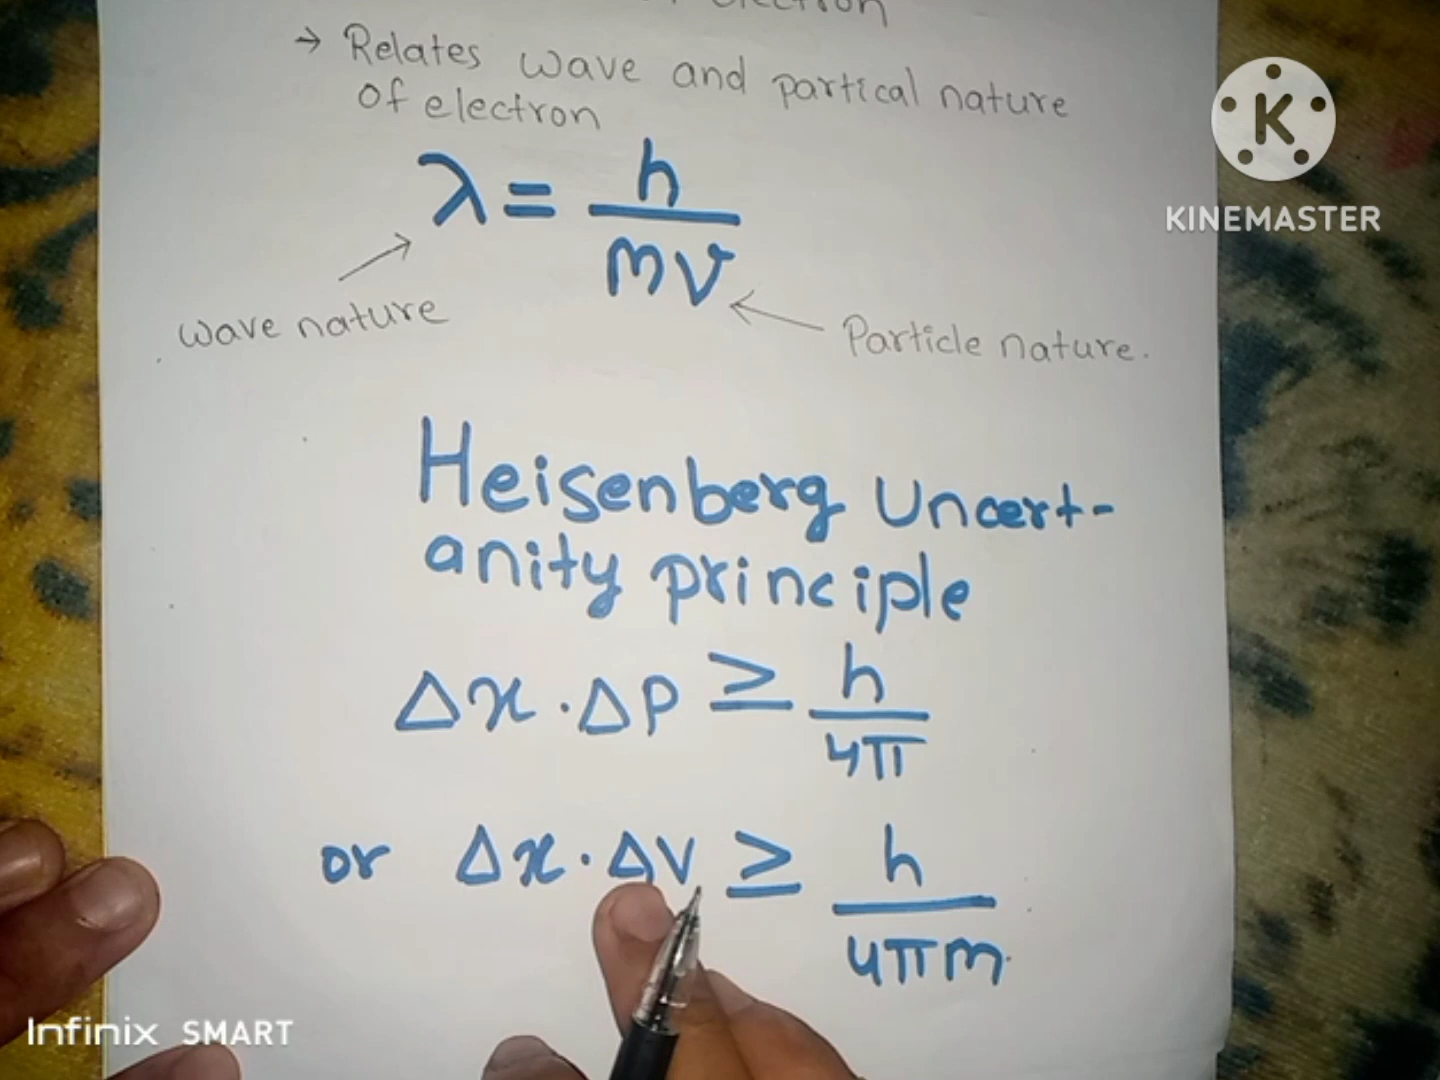 electron
→ Relates wave and partical nature
of electron
λ = h/mv
wave nature
Particle nature.
Heisenberg Uncert-
anity principle
Δx · Δp ≥ h/4π
or Δx · Δv ≥ h/4πm
K
KINEMASTER
Infinix SMART